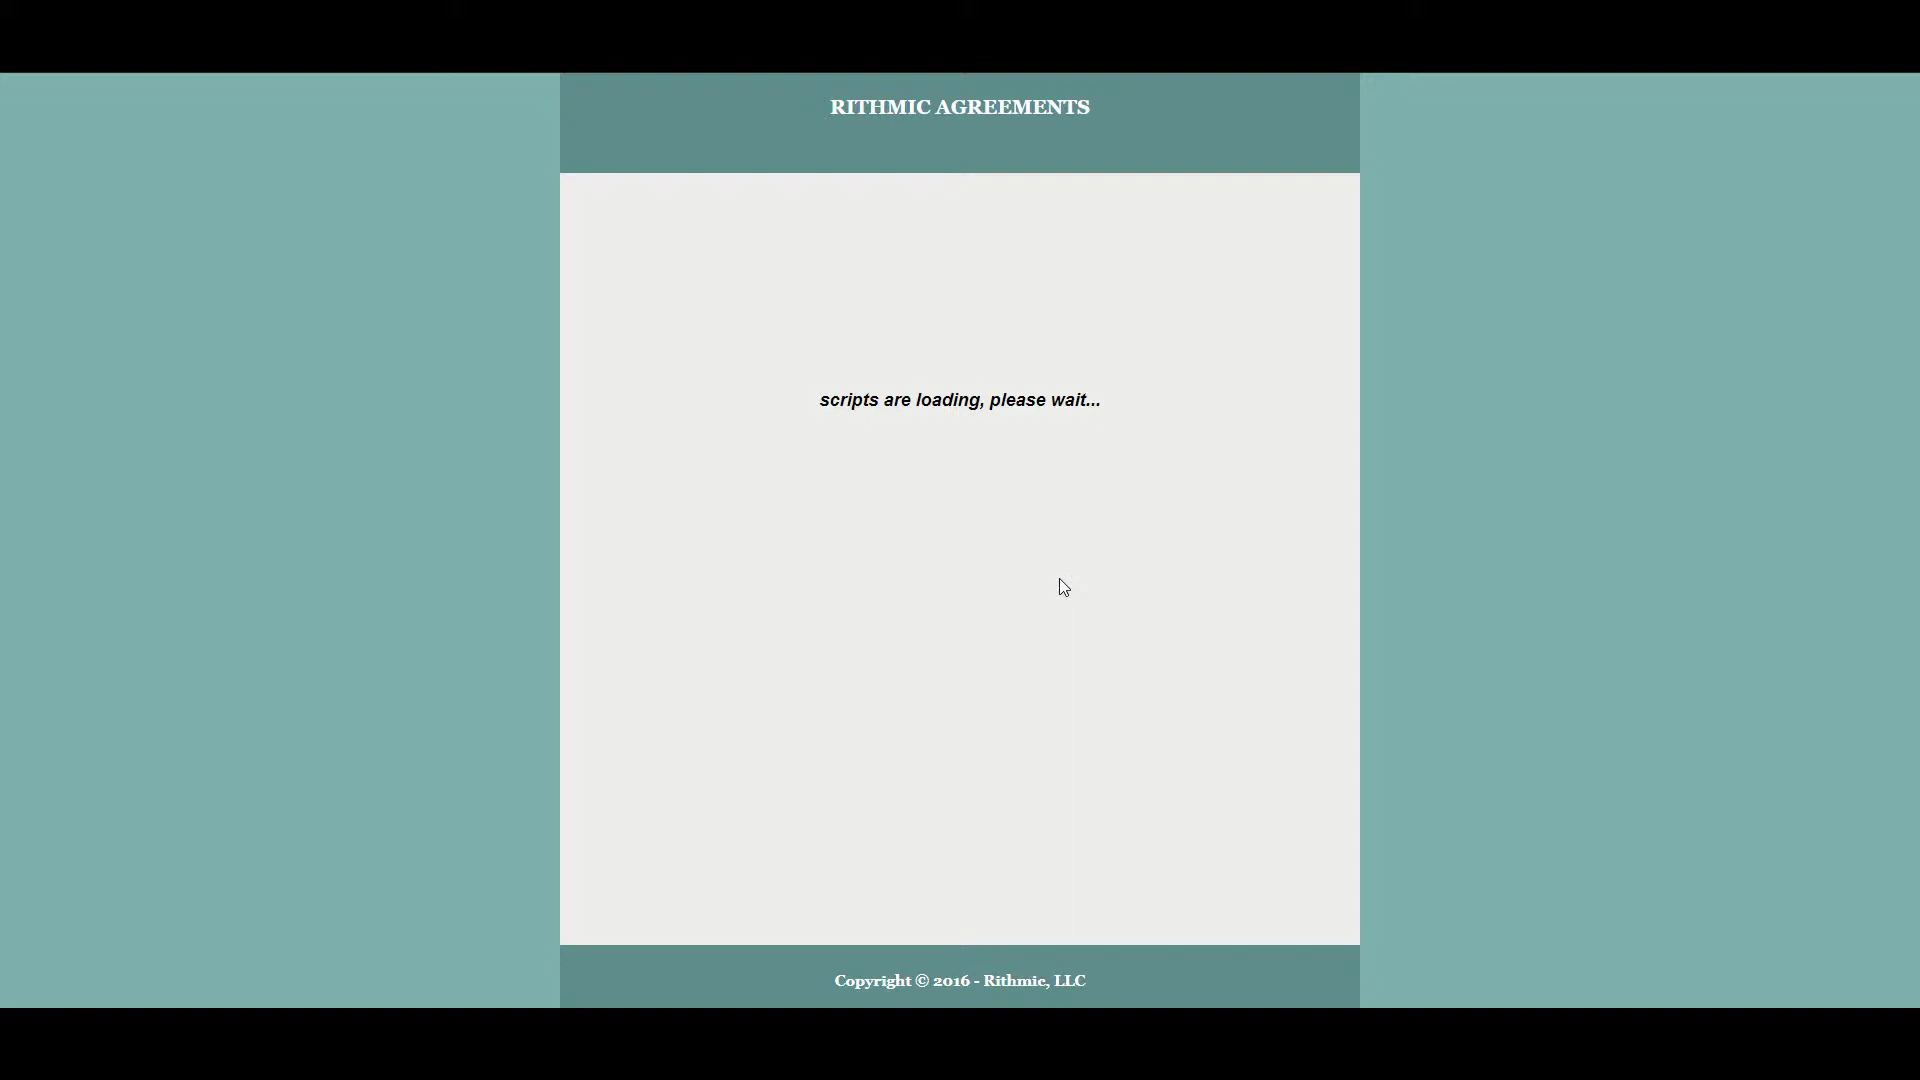 RITHMIC AGREEMENTS
scripts are loading, please wait...
Copyright © 2016 - Rithmic, LLC